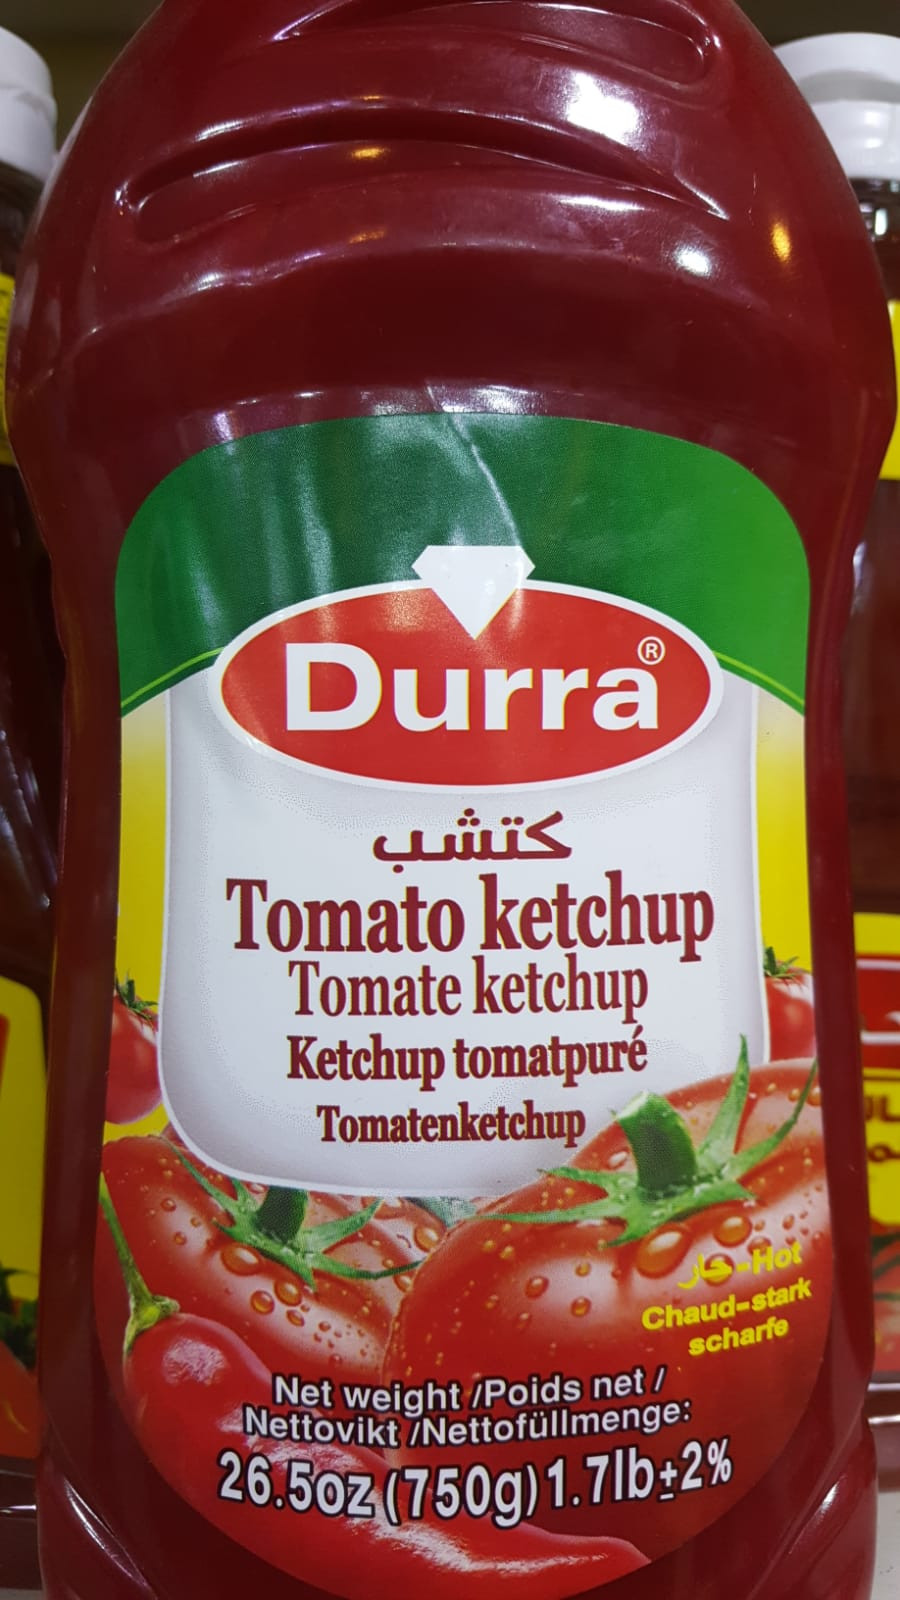 Durra®
كتشب
Tomato ketchup
Tomate ketchup
Ketchup tomatpuré
Tomatenketchup
حار-Hot
Chaud-stark
scharfe
Net weight /Poids net /
Nettovikt /Nettofüllmenge:
26.5oz (750g) 1.7lb±2%